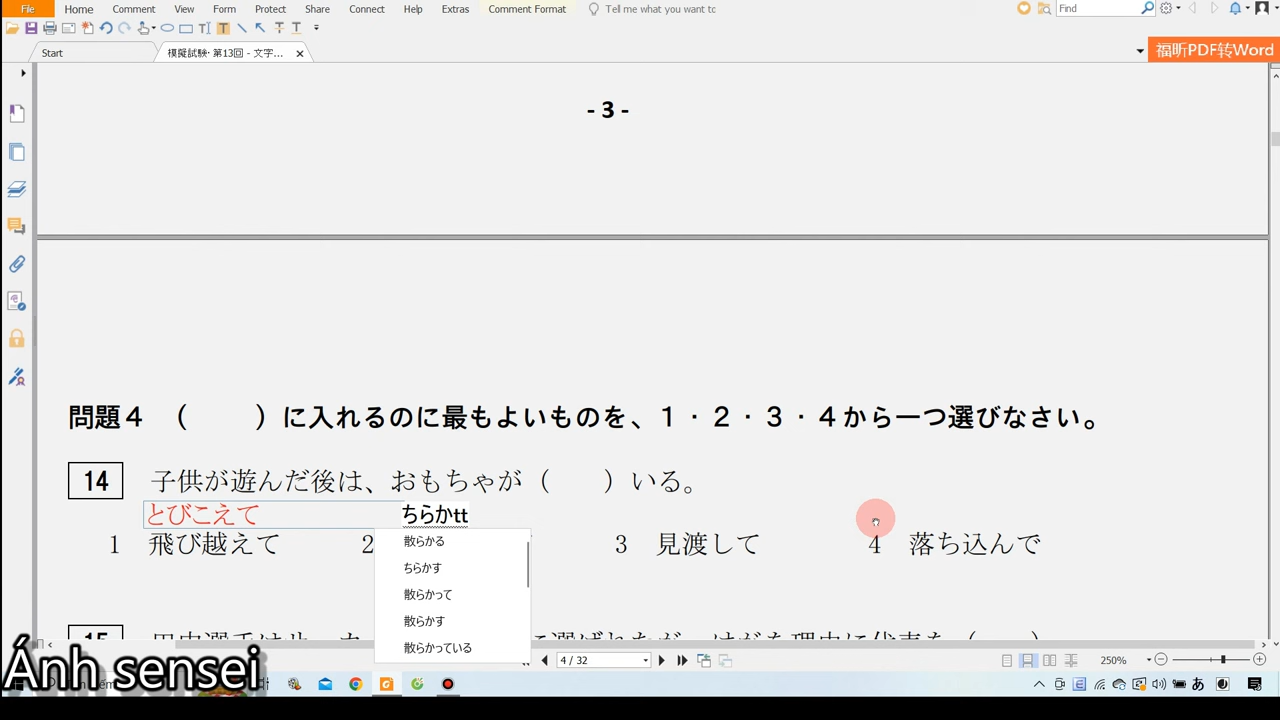 File Home Comment View Form Protect Share Connect Help Extras Comment Format Tell me what you want to Find
Start 模擬試験· 第13回 - 文字... 福昕PDF转Word
- 3 -
問題４ （　　）に入れるのに最もよいものを、１・２・３・４から一つ選びなさい。
14 子供が遊んだ後は、おもちゃが（　　）いる。
とびこえて ちらかtt
1 飛び越えて 2 3 見渡して 4 落ち込んで
散らかる
ちらかす
散らかって
散らかす
散らかっている
15
4 / 32 250%
Ánh sensei